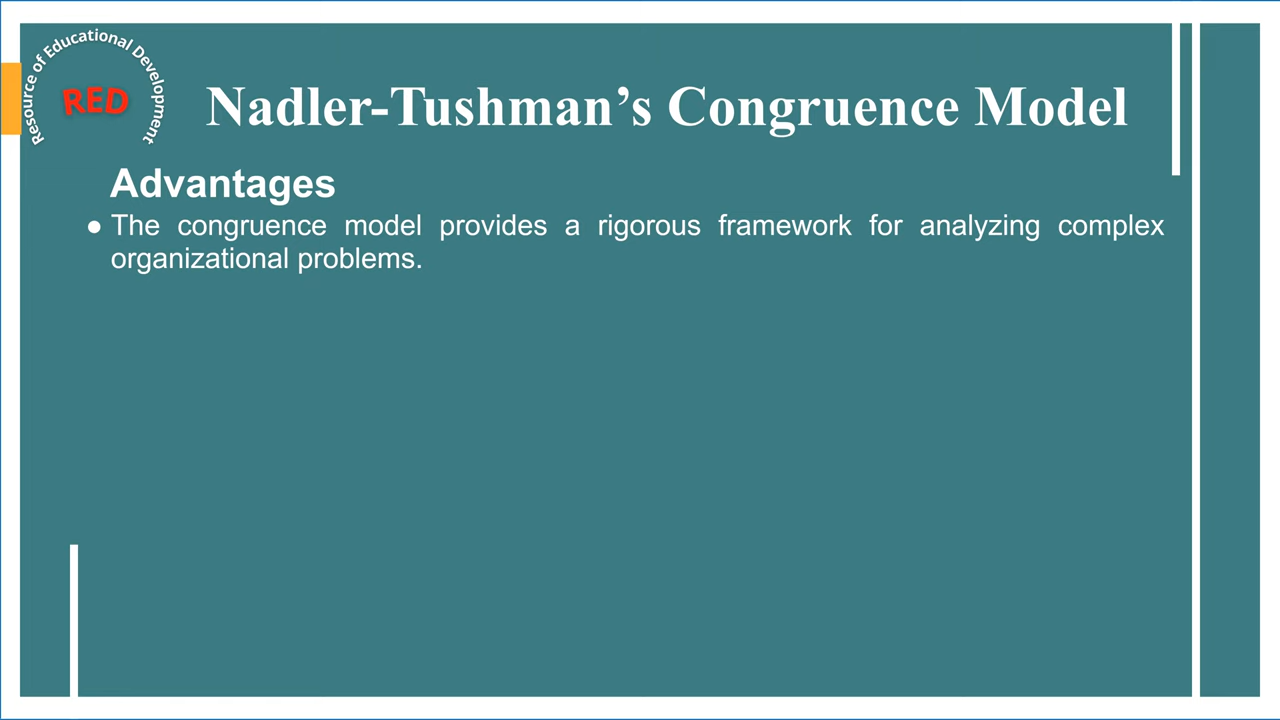 Resource of Educational Development
RED
Nadler-Tushman’s Congruence Model
Advantages
● The congruence model provides a rigorous framework for analyzing complex
organizational problems.